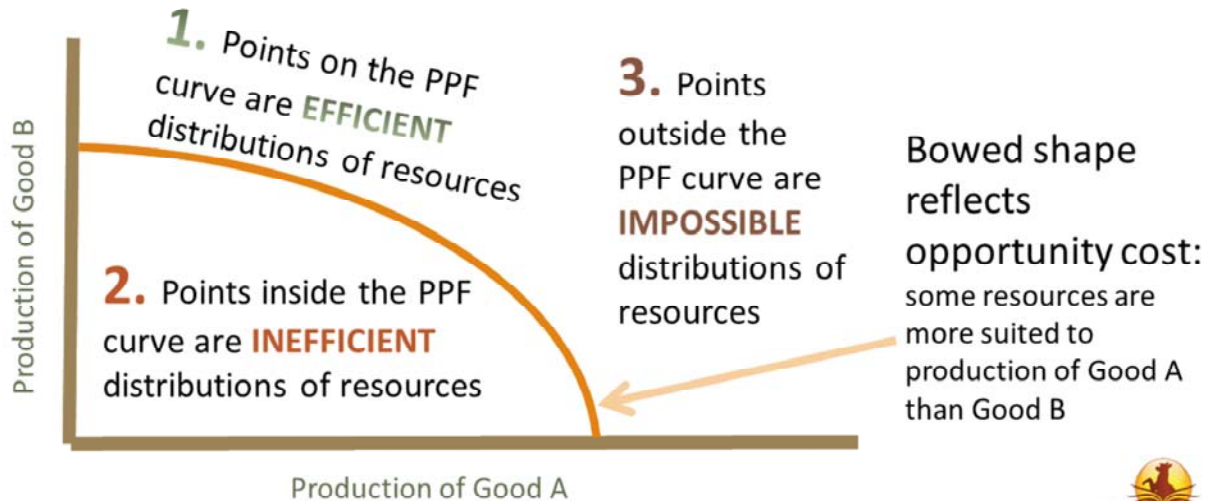 1. Points on the PPF
curve are EFFICIENT
distributions of resources
2. Points inside the PPF
curve are INEFFICIENT
distributions of resources
3. Points
outside the
PPF curve are
IMPOSSIBLE
distributions of
resources
Bowed shape
reflects
opportunity cost:
some resources are
more suited to
production of Good A
than Good B
Production of Good B
Production of Good A